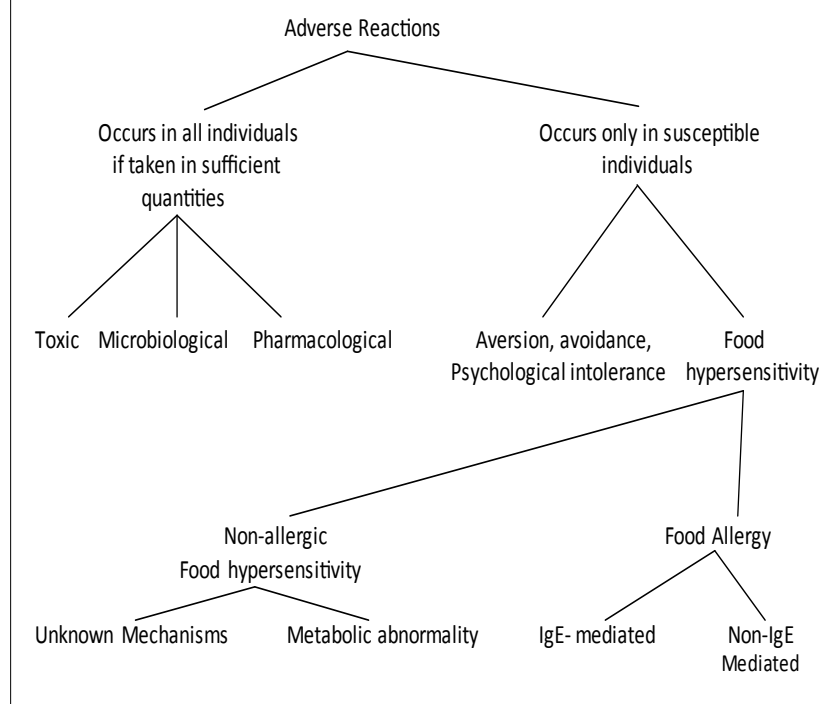 Adverse Reactions
Occurs in all individuals
if taken in sufficient
quantities
Occurs only in susceptible
individuals
Toxic
Microbiological
Pharmacological
Aversion, avoidance,
Psychological intolerance
Food
hypersensitivity
Non-allergic
Food hypersensitivity
Food Allergy
Unknown Mechanisms
Metabolic abnormality
IgE- mediated
Non-IgE
Mediated